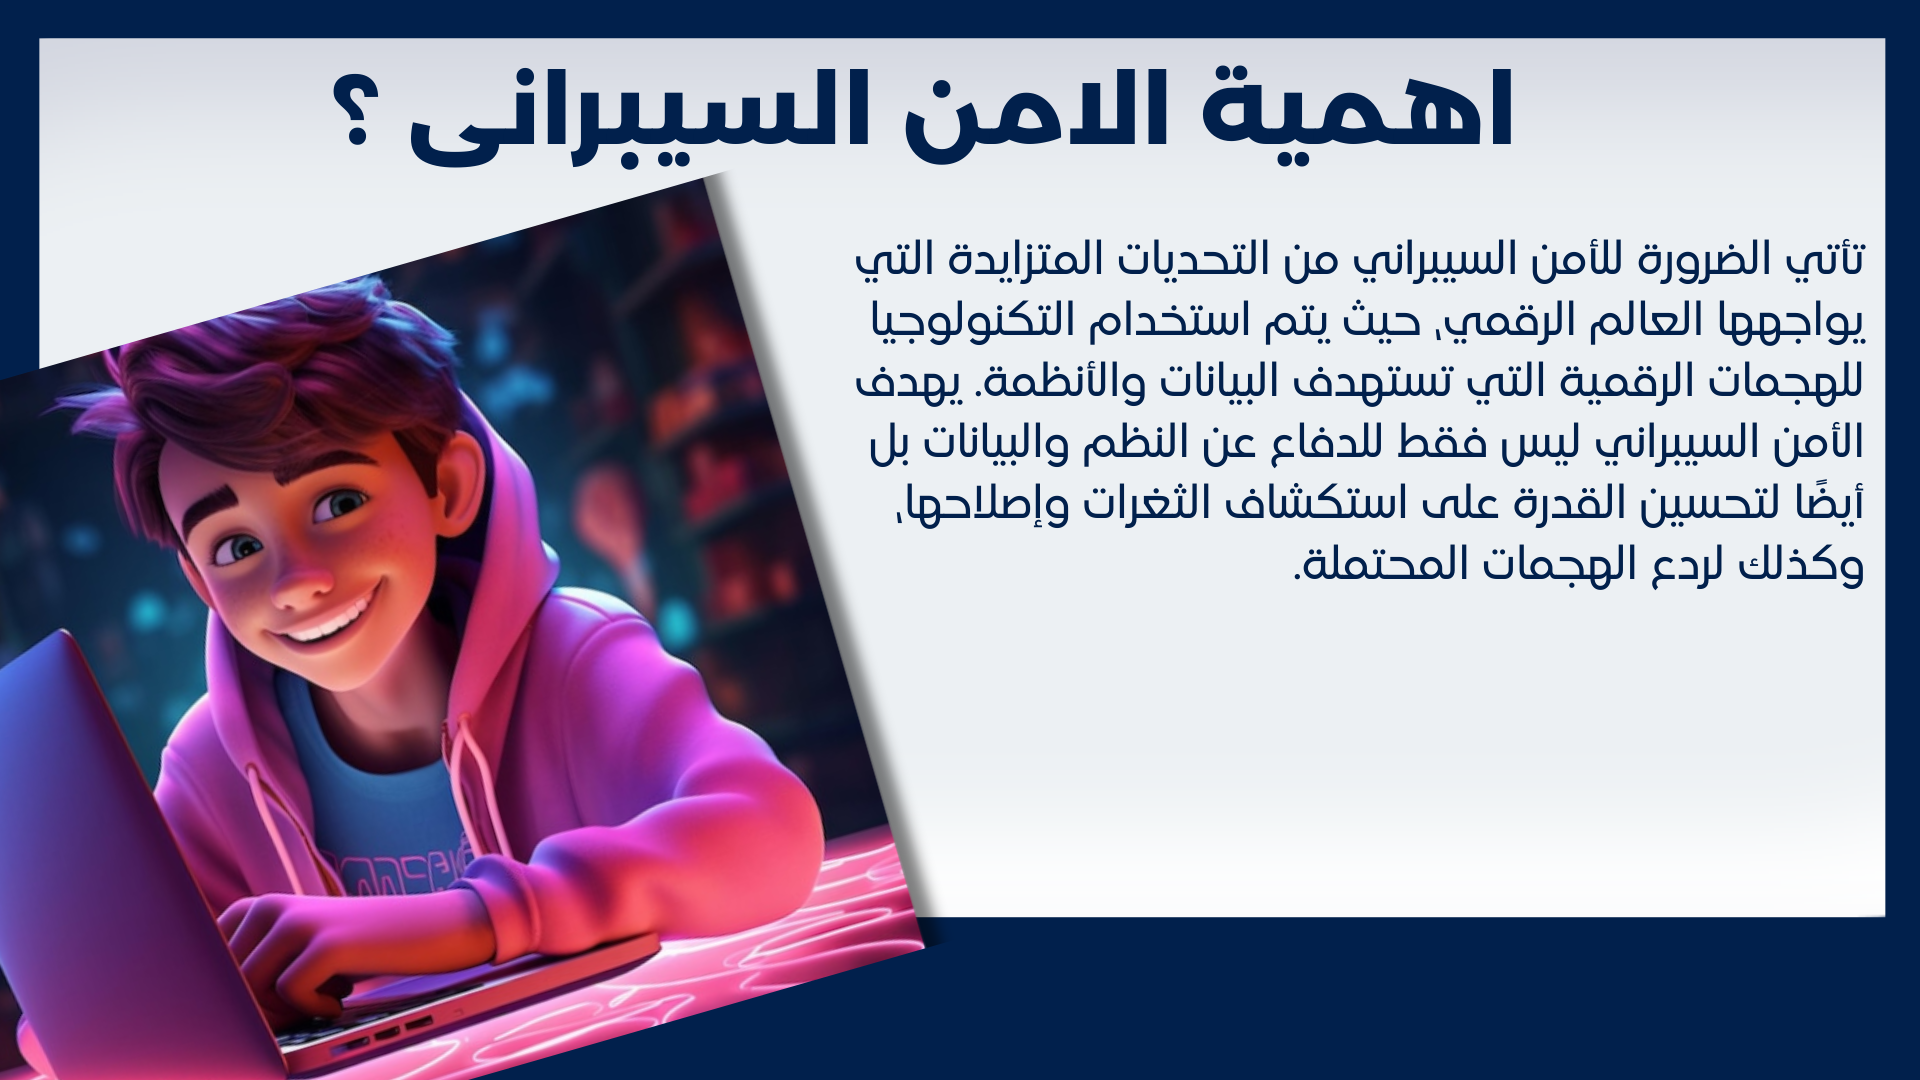 اهمية الامن السيبرانى ؟
تأتي الضرورة للأمن السيبراني من التحديات المتزايدة التي
يواجهها العالم الرقمي، حيث يتم استخدام التكنولوجيا
للهجمات الرقمية التي تستهدف البيانات والأنظمة. يهدف
الأمن السيبراني ليس فقط للدفاع عن النظم والبيانات بل
أيضًا لتحسين القدرة على استكشاف الثغرات وإصلاحها،
وكذلك لردع الهجمات المحتملة.